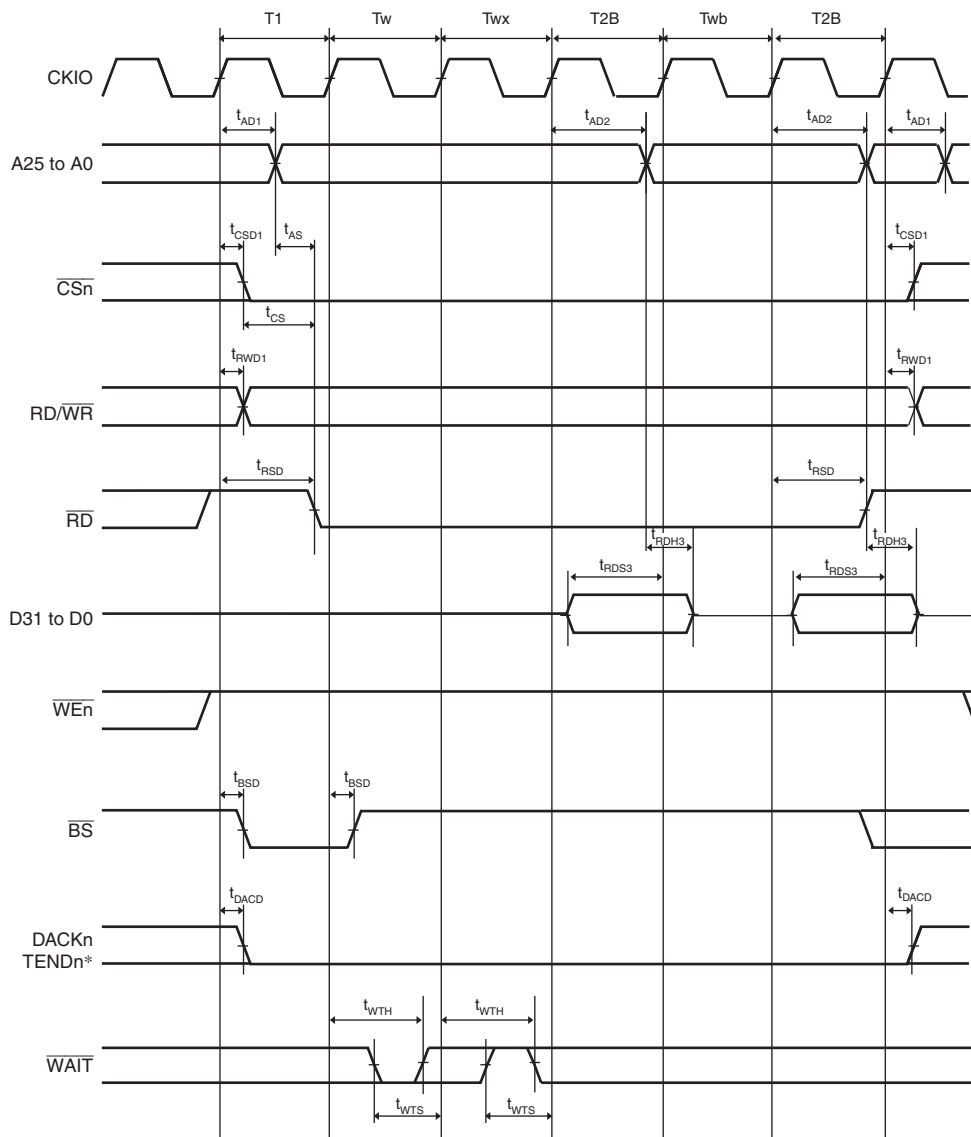 T1 Tw Twx T2B Twb T2B
CKIO
tAD1 tAD2 tAD2 tAD1
A25 to A0
tCSD1 tAS tCSD1
CSn
tCS
tRWD1 tRWD1
RD/WR
tRSD tRSD
RD
tRDH3 tRDH3
tRDS3 tRDS3
D31 to D0
WEn
tBSD tBSD
BS
tDACD tDACD
DACKn
TENDn*
tWTH tWTH
WAIT
tWTS tWTS